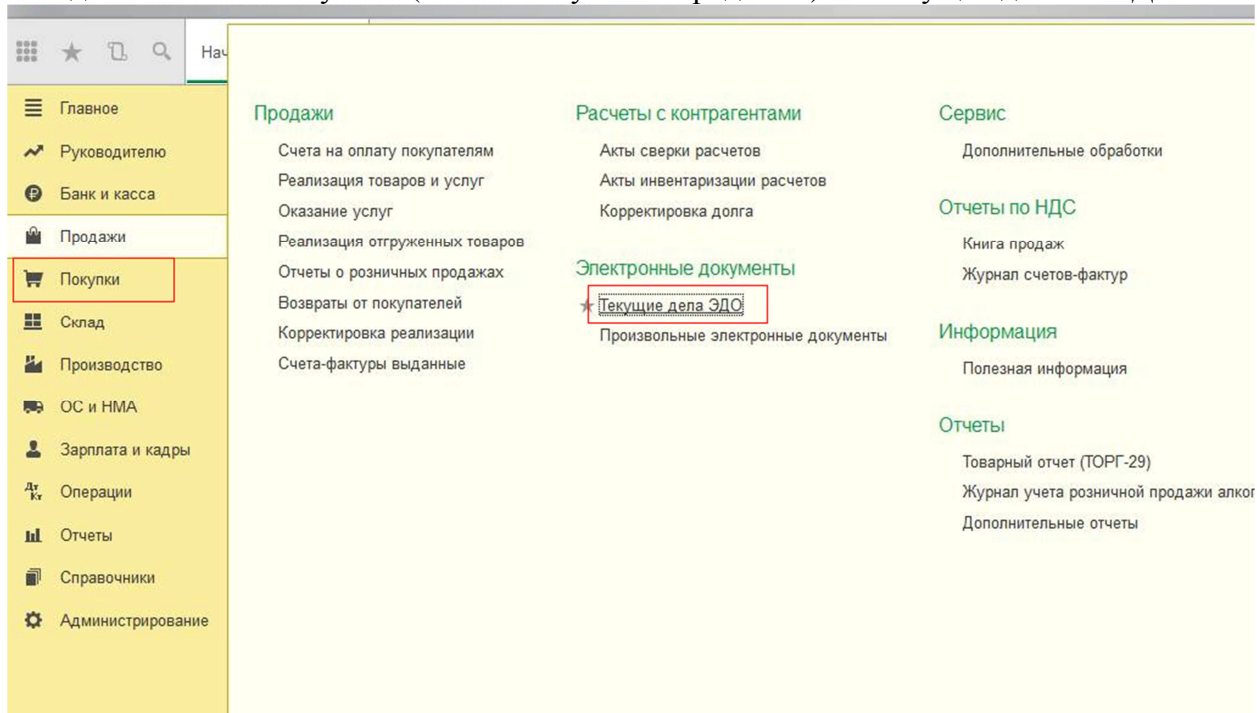 Нач
Главное
Руководителю
Банк и касса
Продажи
Покупки
Склад
Производство
ОС и НМА
Зарплата и кадры
Дт
Кт
Операции
Отчеты
Справочники
Администрирование
Продажи
Счета на оплату покупателям
Реализация товаров и услуг
Оказание услуг
Реализация отгруженных товаров
Отчеты о розничных продажах
Возвраты от покупателей
Корректировка реализации
Счета-фактуры выданные
Расчеты с контрагентами
Акты сверки расчетов
Акты инвентаризации расчетов
Корректировка долга
Электронные документы
Текущие дела ЭДО
Произвольные электронные документы
Сервис
Дополнительные обработки
Отчеты по НДС
Книга продаж
Журнал счетов-фактур
Информация
Полезная информация
Отчеты
Товарный отчет (ТОРГ-29)
Журнал учета розничной продажи алког
Дополнительные отчеты